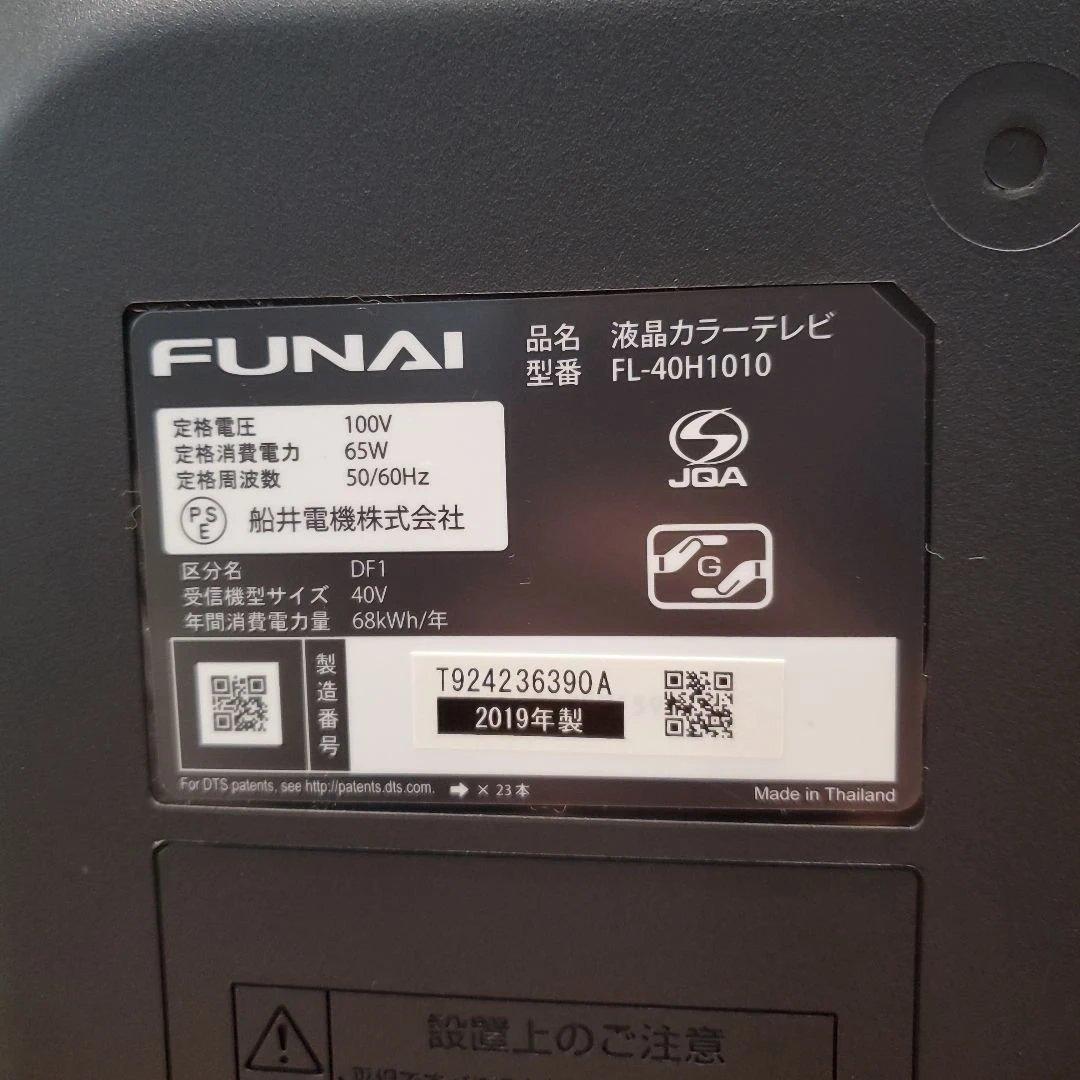 FUNAI
品名 液晶カラーテレビ
型番 FL-40H1010
定格電圧 100V
定格消費電力 65W
定格周波数 50/60Hz
PSE 船井電機株式会社
JQA
G
区分名 DF1
受信機型サイズ 40V
年間消費電力量 68kWh/年
製造番号
T924236390A
2019年製
For DTS patents, see http://patents.dts.com. ➡ × 23本
Made in Thailand
設置上のご注意